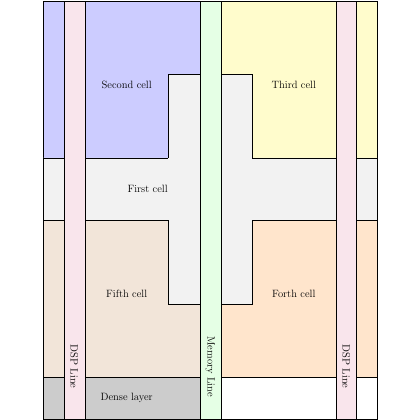 Second cell
Third cell
First cell
Fifth cell
Forth cell
DSP Line
Memory Line
DSP Line
Dense layer